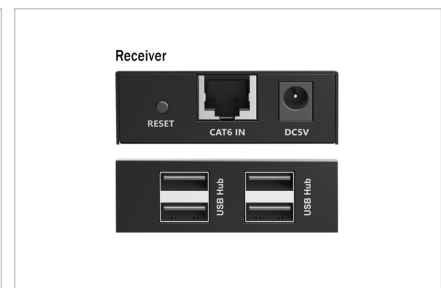 Receiver
RESET
CAT6 IN
DC5V
USB Hub
USB Hub